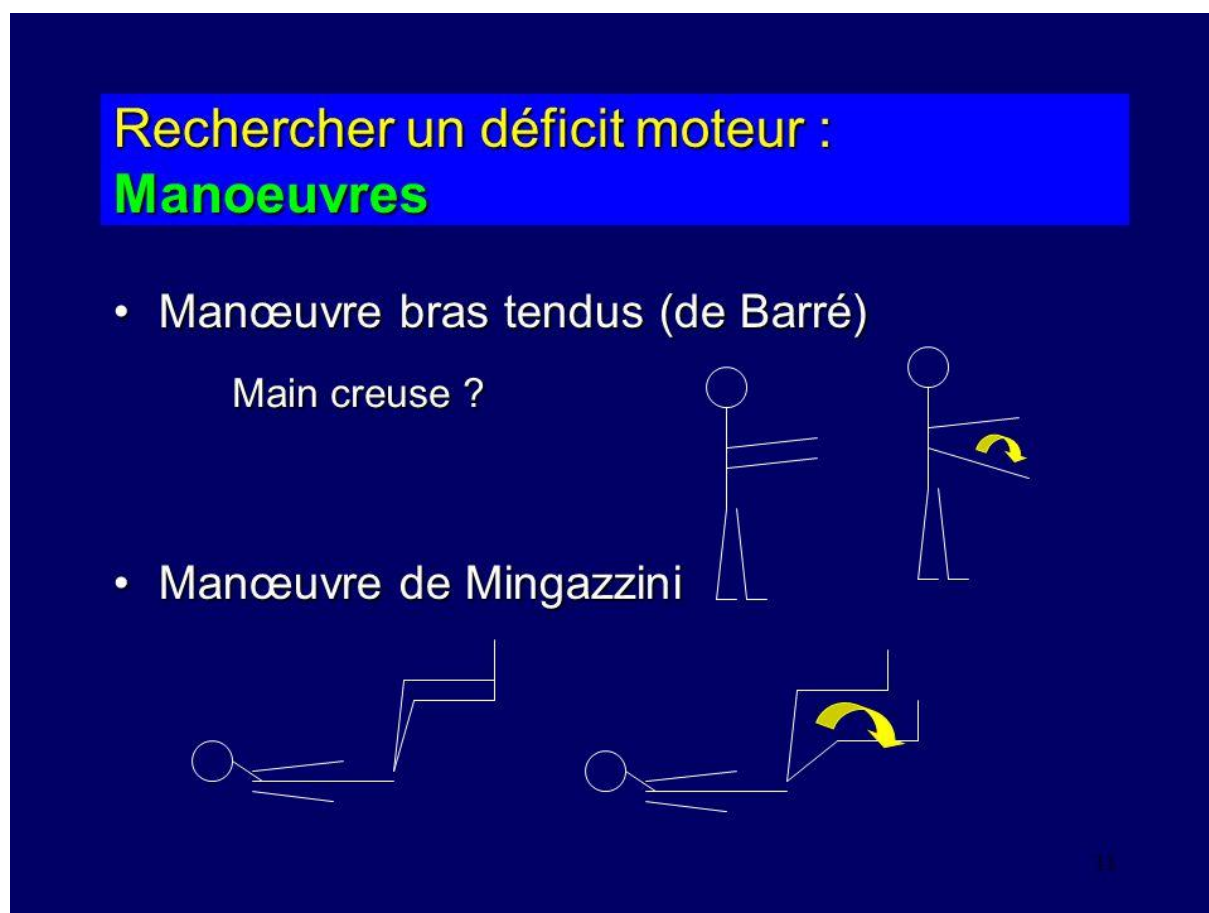 Rechercher un déficit moteur :
Manoeuvres
• Manœuvre bras tendus (de Barré)
Main creuse ?
• Manœuvre de Mingazzini